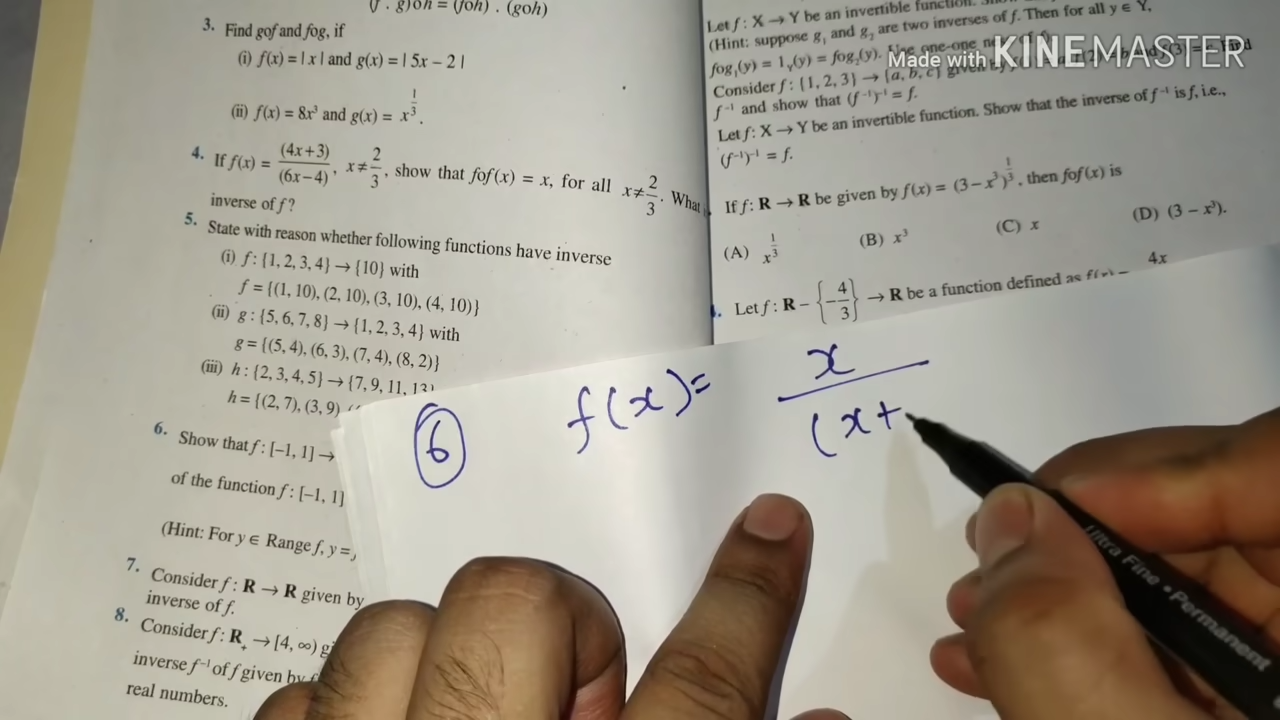 (f . g)oh = (foh) . (goh)
3. Find gof and fog, if
(i) f(x) = | x | and g(x) = | 5x – 2 |
(ii) f(x) = 8x³ and g(x) = x^(1/3).
4. If f(x) = (4x+3)/(6x–4), x ≠ 2/3, show that fof(x) = x, for all x ≠ 2/3. What
inverse of f?
5. State with reason whether following functions have inverse
(i) f : {1, 2, 3, 4} → {10} with
f = {(1, 10), (2, 10), (3, 10), (4, 10)}
(ii) g : {5, 6, 7, 8} → {1, 2, 3, 4} with
g = {(5, 4), (6, 3), (7, 4), (8, 2)}
(iii) h : {2, 3, 4, 5} → {7, 9, 11, 13}
h = {(2, 7), (3, 9)
6. Show that f : [–1, 1] →
of the function f : [–1, 1]
(Hint: For y ∈ Range f, y =
7. Consider f : R → R given by
inverse of f.
8. Consider f : R₊ → [4, ∞)
inverse f⁻¹ of f given by
real numbers.
Let f : X → Y be an invertible function.
(Hint: suppose g₁ and g₂ are two inverses of f. Then for all y ∈ Y,
fog₁(y) = 1_Y(y) = fog₂(y). Use one-one
Consider f : {1, 2, 3} → {a, b, c} given by
f⁻¹ and show that (f⁻¹)⁻¹ = f.
Let f : X → Y be an invertible function. Show that the inverse of f⁻¹ is f, i.e.,
(f⁻¹)⁻¹ = f.
If f : R → R be given by f(x) = (3 – x³)^(1/3), then fof(x) is
(A) x^(1/3) (B) x³ (C) x (D) (3 – x³).
Let f : R – {–4/3} → R be a function defined as f(x) = 4x
Made with KINEMASTER
6 f(x) = x/(x+
Ultra Fine • Permanent